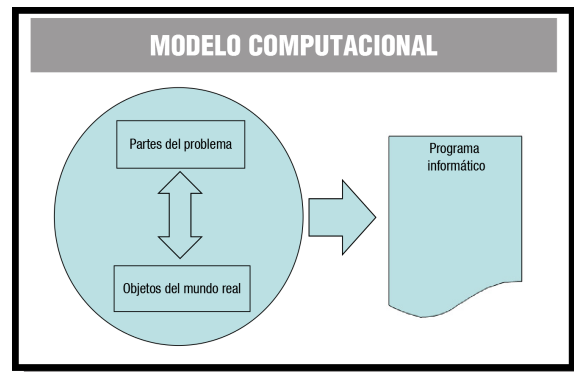 MODELO COMPUTACIONAL
Partes del problema
Objetos del mundo real
Programa
informático